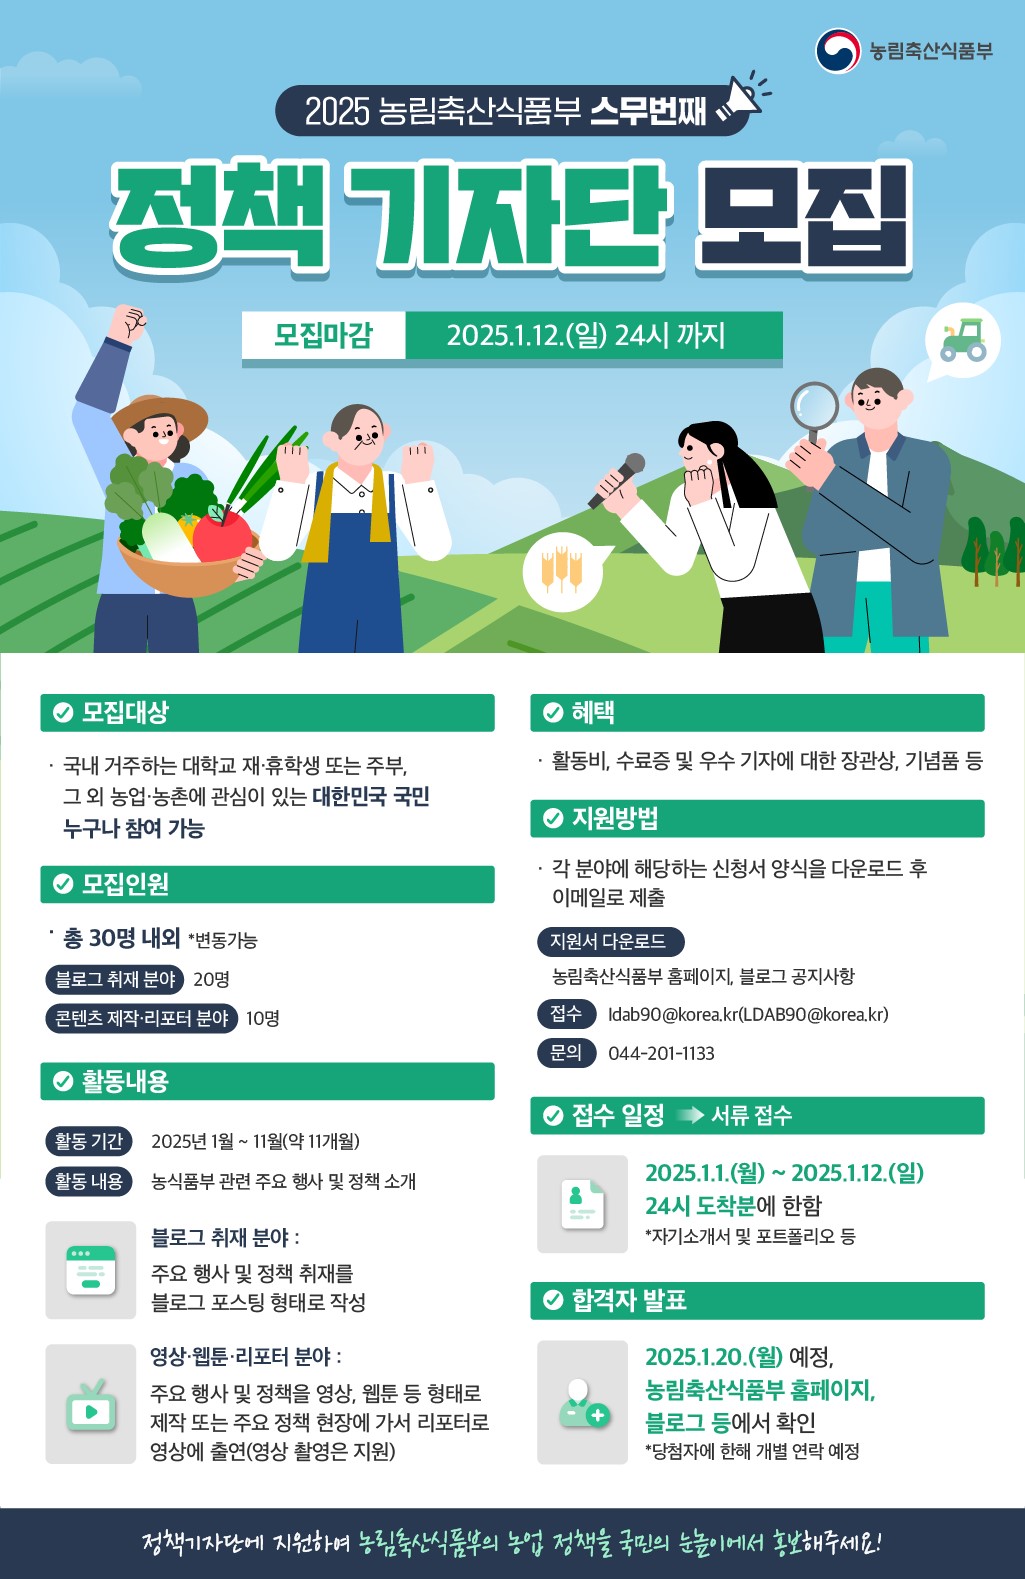 농림축산식품부
2025 농림축산식품부 스무번째
정책 기자단 모집
모집마감 2025.1.12.(일) 24시 까지
모집대상
· 국내 거주하는 대학교 재·휴학생 또는 주부,
그 외 농업·농촌에 관심이 있는 대한민국 국민
누구나 참여 가능
모집인원
· 총 30명 내외 *변동가능
블로그 취재 분야 20명
콘텐츠 제작·리포터 분야 10명
활동내용
활동 기간 2025년 1월 ~ 11월(약 11개월)
활동 내용 농식품부 관련 주요 행사 및 정책 소개
블로그 취재 분야 :
주요 행사 및 정책 취재를
블로그 포스팅 형태로 작성
영상·웹툰·리포터 분야 :
주요 행사 및 정책을 영상, 웹툰 등 형태로
제작 또는 주요 정책 현장에 가서 리포터로
영상에 출연(영상 촬영은 지원)
혜택
· 활동비, 수료증 및 우수 기자에 대한 장관상, 기념품 등
지원방법
· 각 분야에 해당하는 신청서 양식을 다운로드 후
이메일로 제출
지원서 다운로드
농림축산식품부 홈페이지, 블로그 공지사항
접수 ldab90@korea.kr(LDAB90@korea.kr)
문의 044-201-1133
접수 일정 → 서류 접수
2025.1.1.(월) ~ 2025.1.12.(일)
24시 도착분에 한함
*자기소개서 및 포트폴리오 등
합격자 발표
2025.1.20.(월) 예정,
농림축산식품부 홈페이지,
블로그 등에서 확인
*당첨자에 한해 개별 연락 예정
정책기자단에 지원하여 농림축산식품부의 농업 정책을 국민의 눈높이에서 홍보해주세요!